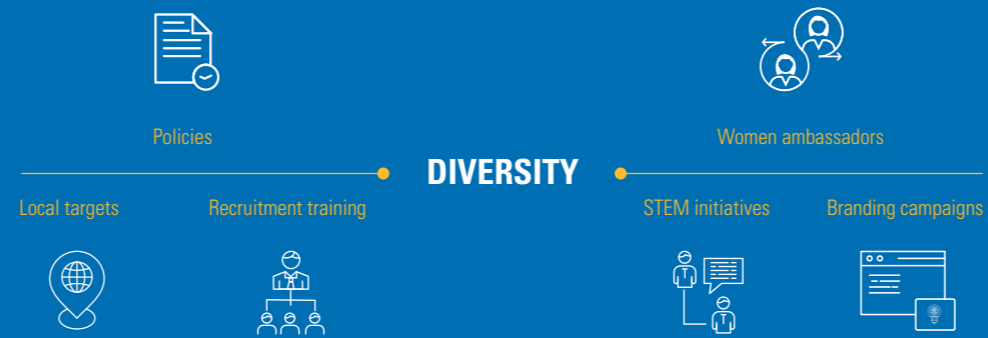 Policies
Women ambassadors
DIVERSITY
Local targets
Recruitment training
STEM initiatives
Branding campaigns